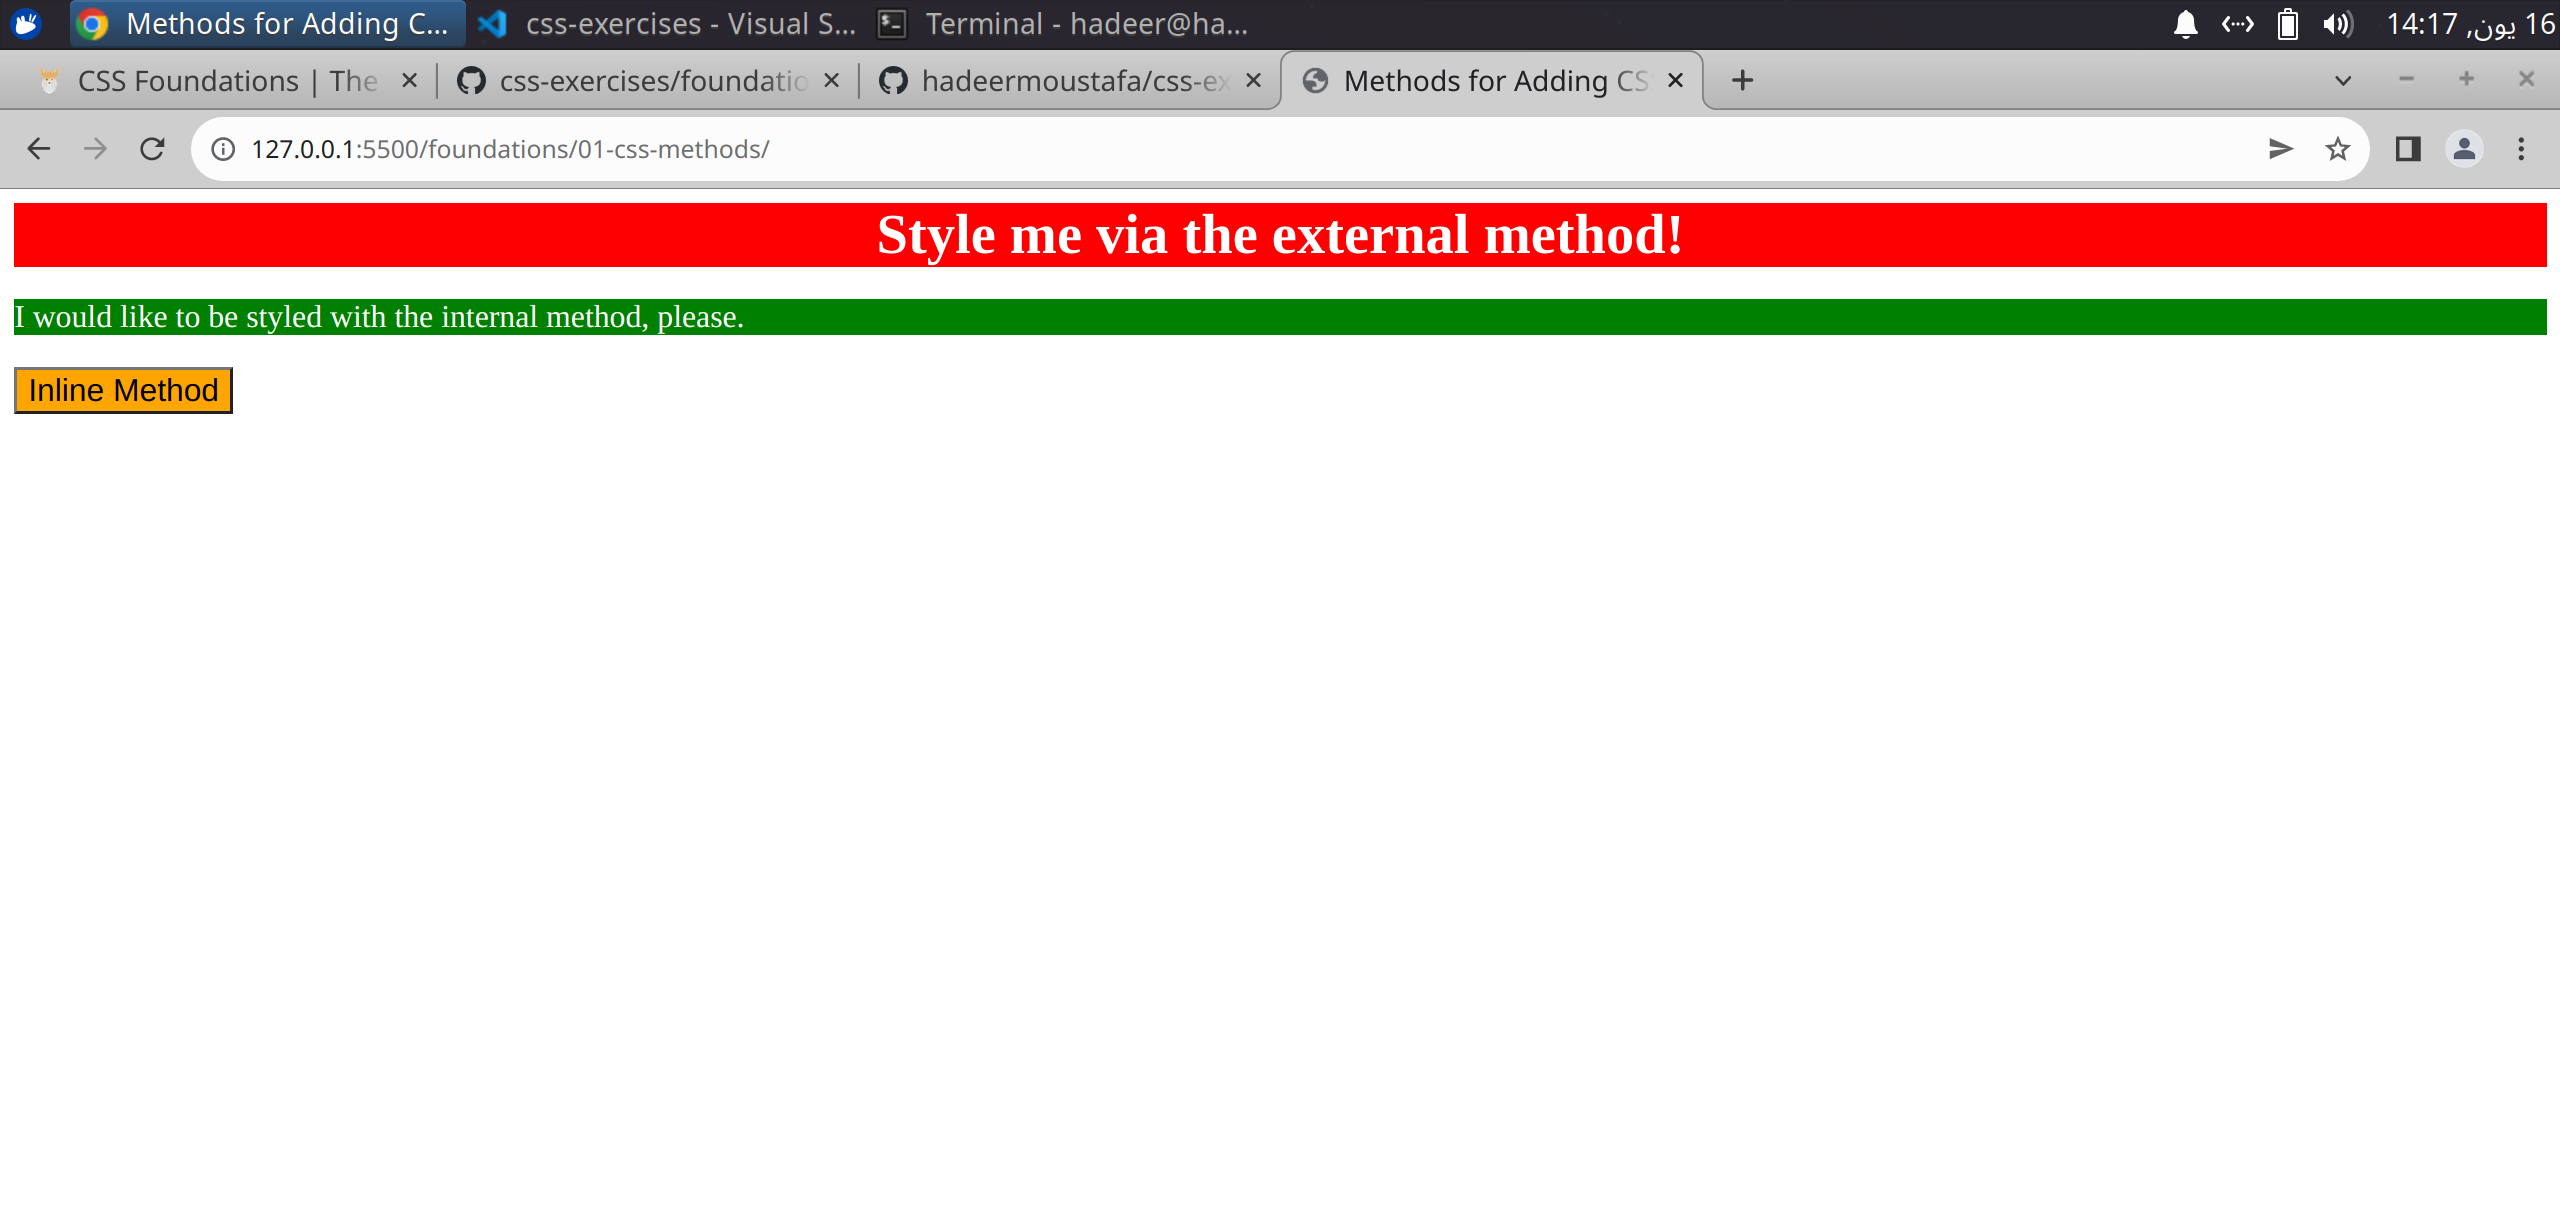 Methods for Adding C...
css-exercises - Visual S...
Terminal - hadeer@ha...
16 يون, 14:17
CSS Foundations | The
css-exercises/foundatio
hadeermoustafa/css-ex
Methods for Adding CS
127.0.0.1:5500/foundations/01-css-methods/
Style me via the external method!
I would like to be styled with the internal method, please.
Inline Method